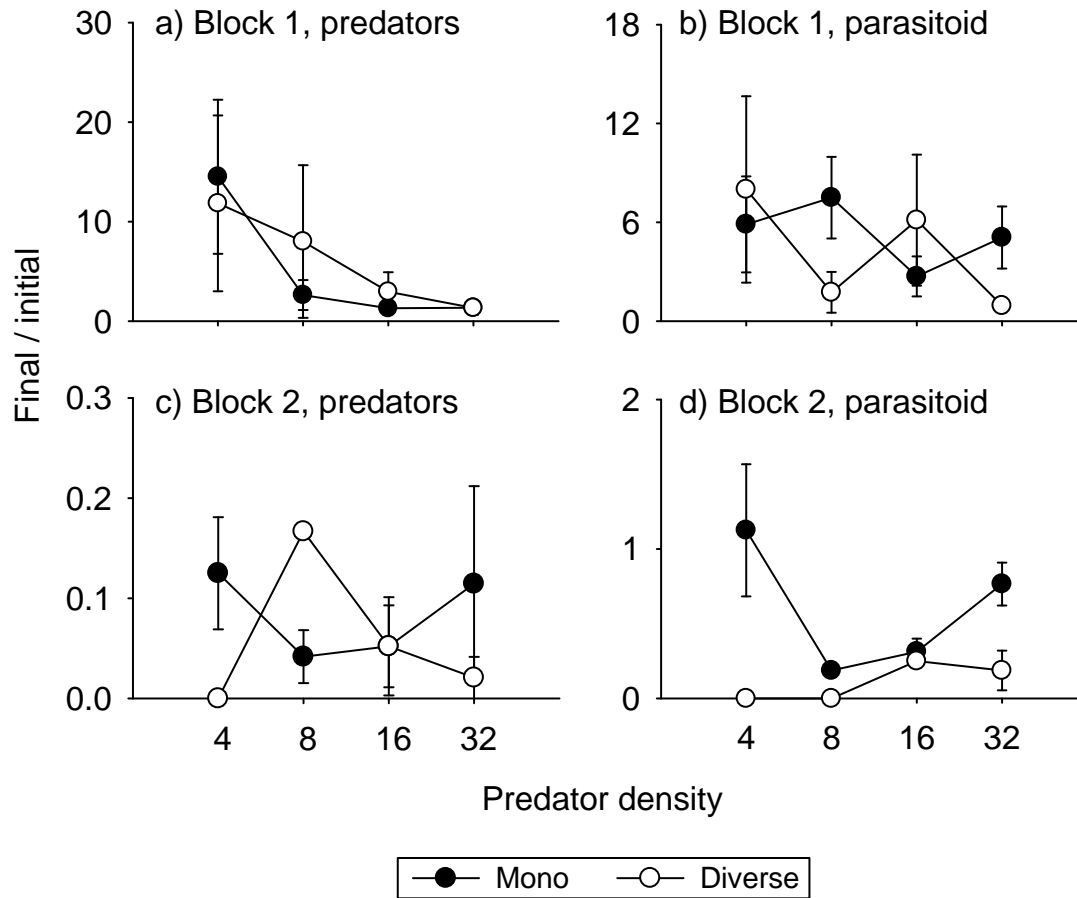 a) Block 1, predators
30
20
10
0
b) Block 1, parasitoid
18
12
6
0
Final / initial
c) Block 2, predators
0.3
0.2
0.1
0.0
4 8 16 32
d) Block 2, parasitoid
2
1
0
4 8 16 32
Predator density
Mono Diverse